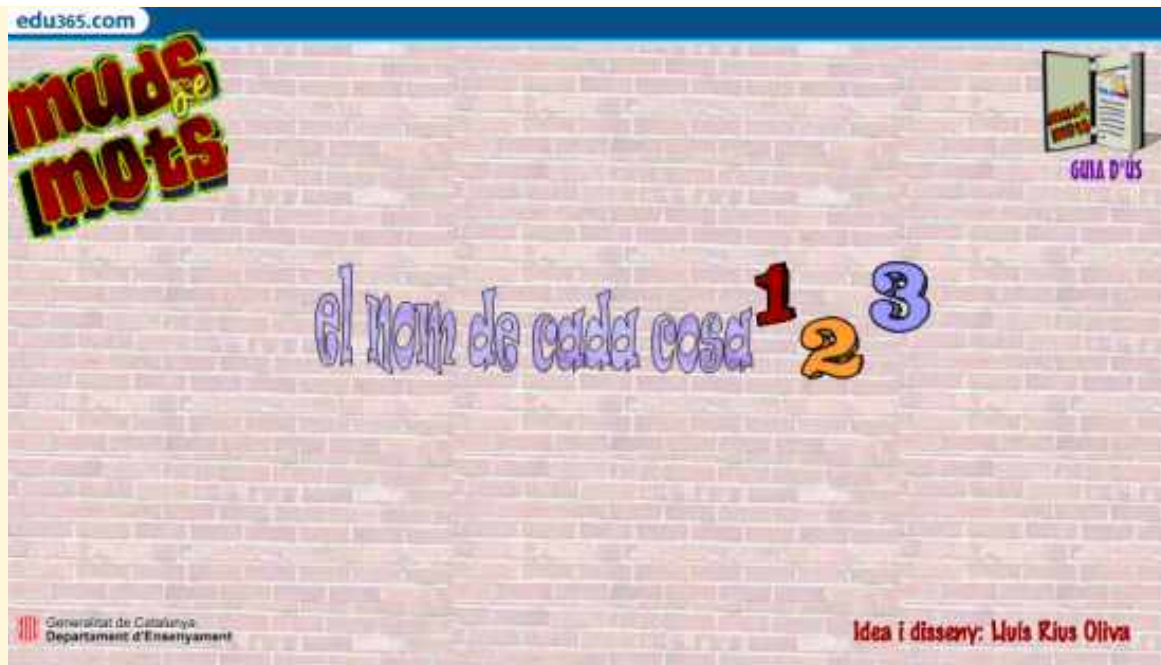 edu365.com
muds de
mots
GUIA D'ÚS
el nom de cada cosa 1 2 3
Generalitat de Catalunya
Departament d'Ensenyament
Idea i disseny: Lluís Rius Oliva